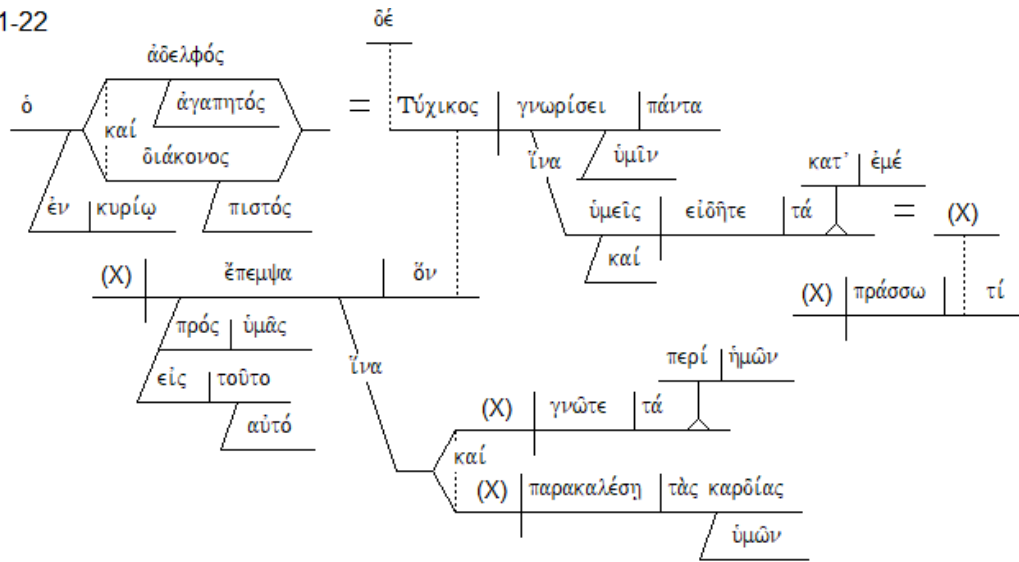 1-22
δέ
ἀδελφός
ὁ
ἀγαπητός
= Τύχικος γνωρίσει πάντα
καί
διάκονος
ἵνα
ὑμῖν
κατ' ἐμέ
ἐν κυρίῳ
πιστός
ὑμεῖς εἰδῆτε τά
= (X)
καί
(X) ἔπεμψα ὅν
(X) πράσσω τί
πρός ὑμᾶς
ἵνα
περί ἡμῶν
εἰς τοῦτο
(X) γνῶτε τά
αὐτό
καί
(X) παρακαλέσῃ τὰς καρδίας
ὑμῶν